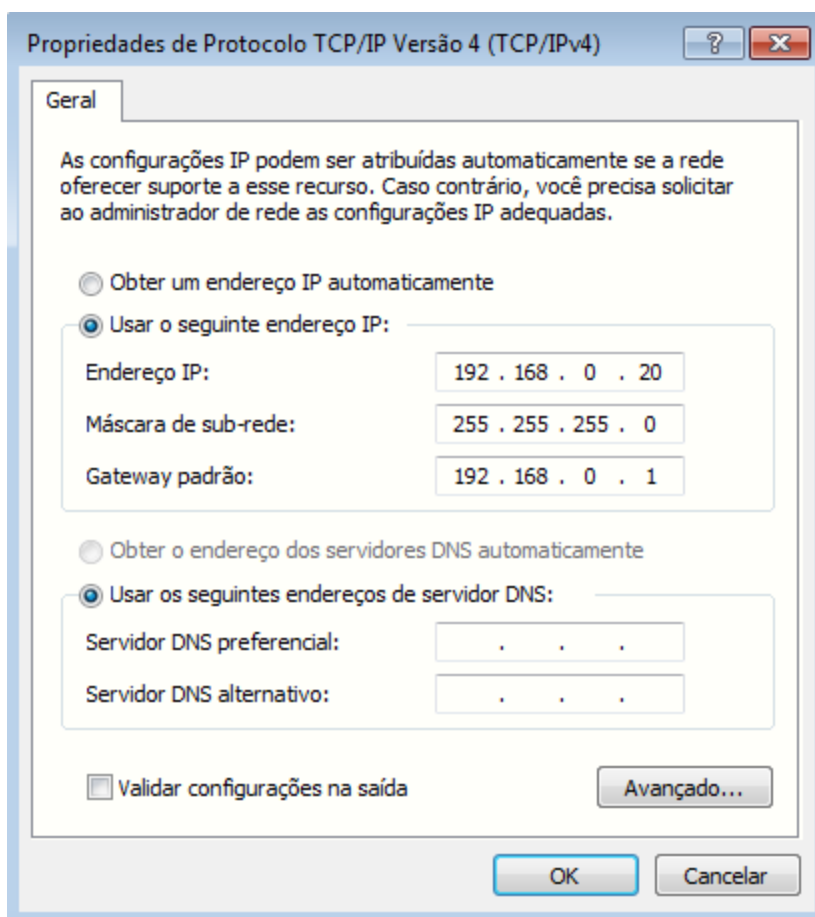 Propriedades de Protocolo TCP/IP Versão 4 (TCP/IPv4)
Geral
As configurações IP podem ser atribuídas automaticamente se a rede
oferecer suporte a esse recurso. Caso contrário, você precisa solicitar
ao administrador de rede as configurações IP adequadas.
Obter um endereço IP automaticamente
Usar o seguinte endereço IP:
Endereço IP: 192 . 168 . 0 . 20
Máscara de sub-rede: 255 . 255 . 255 . 0
Gateway padrão: 192 . 168 . 0 . 1
Obter o endereço dos servidores DNS automaticamente
Usar os seguintes endereços de servidor DNS:
Servidor DNS preferencial: . . .
Servidor DNS alternativo: . . .
Validar configurações na saída
Avançado...
OK Cancelar